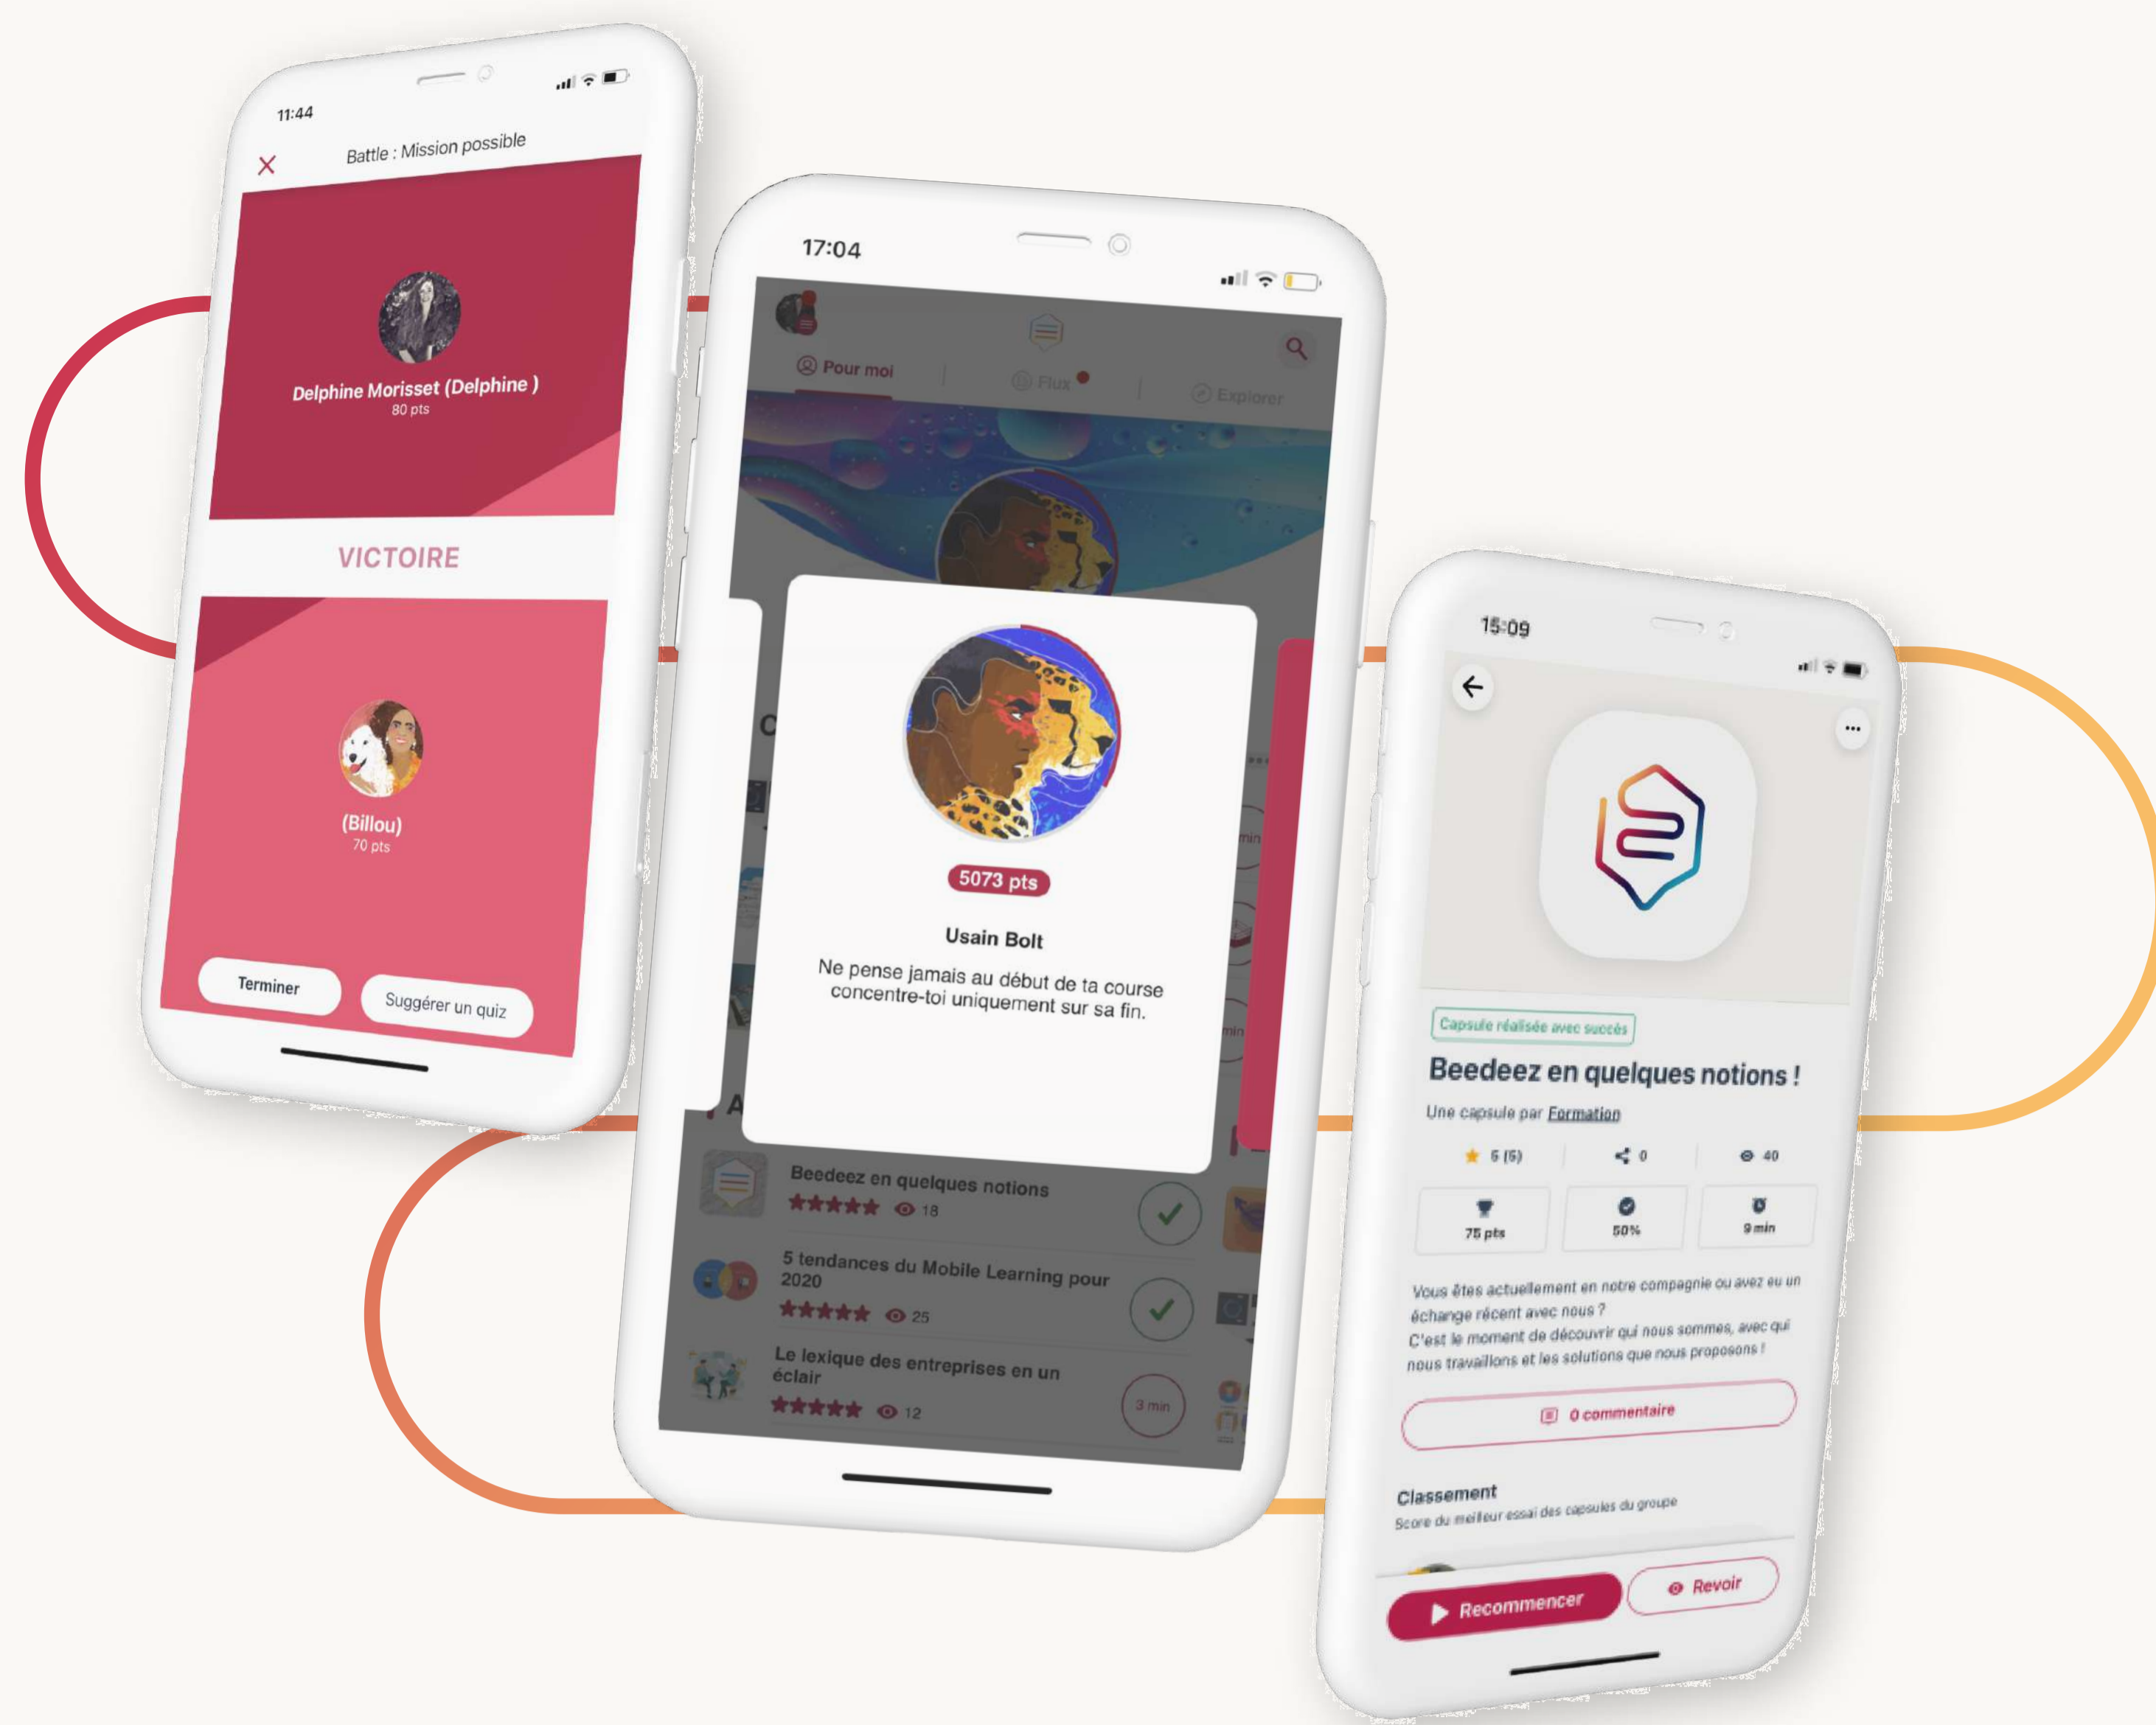 11:44
Battle : Mission possible
Delphine Morisset (Delphine )
80 pts
VICTOIRE
(Billou)
70 pts
Terminer
Suggérer un quiz
17:04
Pour moi
Flux
Explorer
5073 pts
Usain Bolt
Ne pense jamais au début de ta course
concentre-toi uniquement sur sa fin.
min
min
Beedeez en quelques notions
18
5 tendances du Mobile Learning pour
2020
25
Le lexique des entreprises en un
éclair
12
3 min
15:09
Capsule réalisée avec succès
Beedeez en quelques notions !
Une capsule par Formation
5 (5)
0
40
75 pts
50%
9 min
Vous êtes actuellement en notre compagnie ou avez eu un
échange récent avec nous ?
C'est le moment de découvrir qui nous sommes, avec qui
nous travaillons et les solutions que nous proposons !
0 commentaire
Classement
Score du meilleur essai des capsules du groupe
Recommencer
Revoir